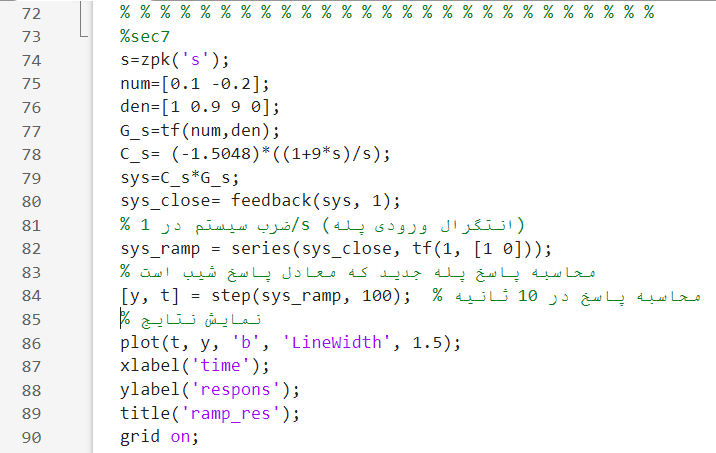 72 % % % % % % % % % % % % % % % % % % % % % % % % % % %
73 %sec7
74 s=zpk('s');
75 num=[0.1 -0.2];
76 den=[1 0.9 9 0];
77 G_s=tf(num,den);
78 C_s= (-1.5048)*((1+9*s)/s);
79 sys=C_s*G_s;
80 sys_close= feedback(sys, 1);
81 % ضرب سیستم در 1/s (انتگرال ورودی پله)
82 sys_ramp = series(sys_close, tf(1, [1 0]));
83 % محاسبه پاسخ پله جدید که معادل پاسخ شیب است
84 [y, t] = step(sys_ramp, 100); % محاسبه پاسخ در 10 ثانیه
85 % نمایش نتایج
86 plot(t, y, 'b', 'LineWidth', 1.5);
87 xlabel('time');
88 ylabel('respons');
89 title('ramp_res');
90 grid on;